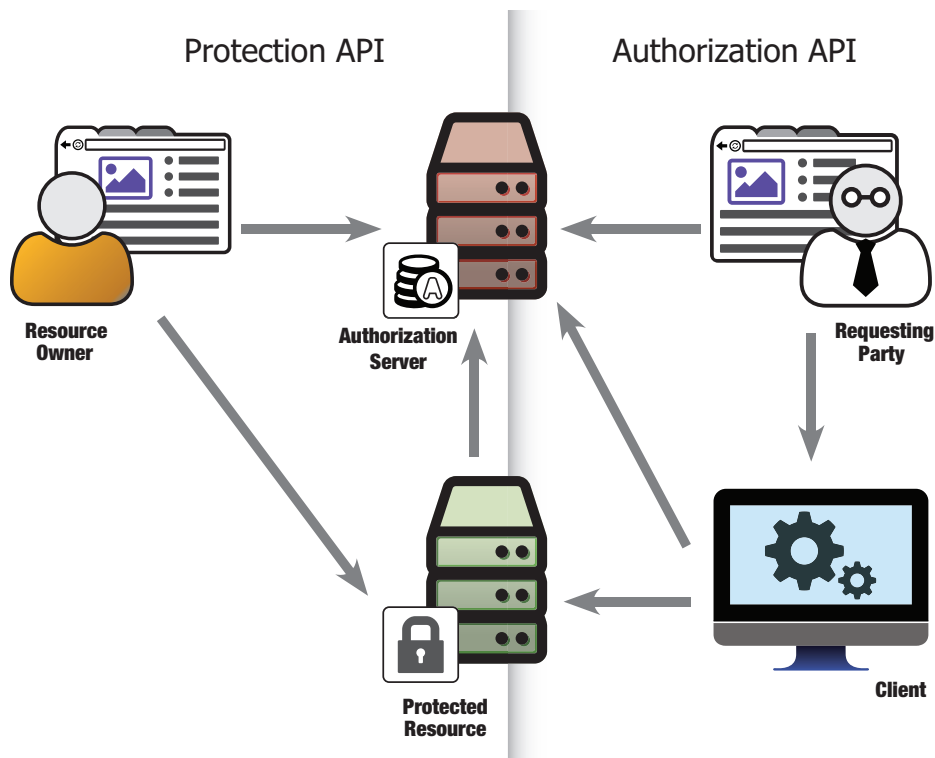 Protection API
Authorization API
Resource
Owner
A
Authorization
Server
Requesting
Party
Protected
Resource
Client